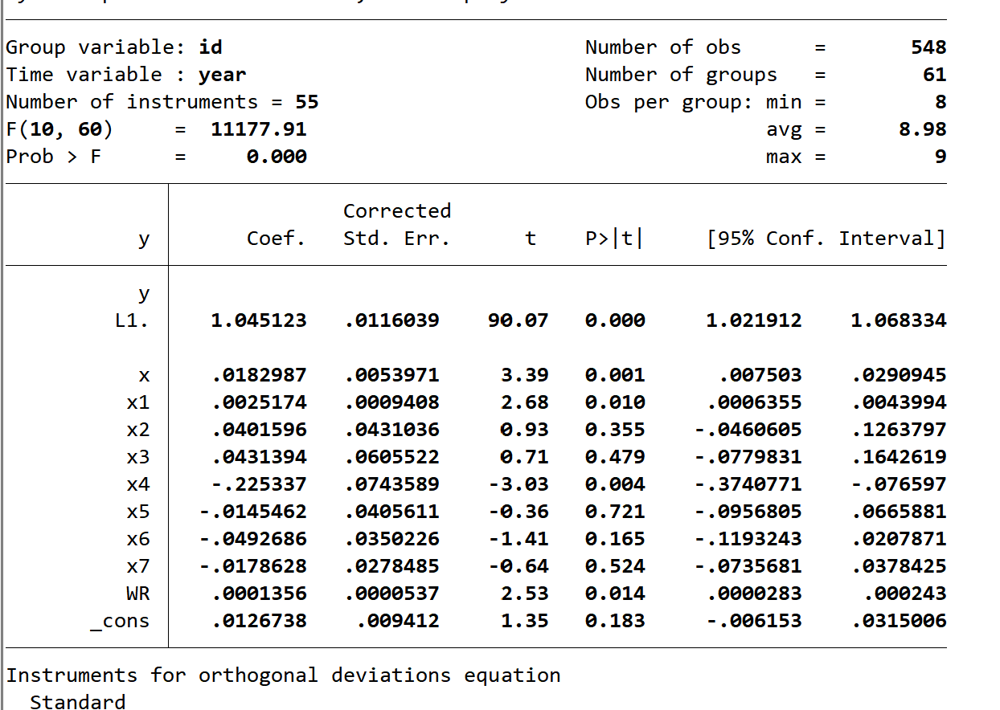 Group variable: id Number of obs = 548
Time variable : year Number of groups = 61
Number of instruments = 55 Obs per group: min = 8
F(10, 60) = 11177.91 avg = 8.98
Prob > F = 0.000 max = 9
Corrected
y Coef. Std. Err. t P>|t| [95% Conf. Interval]
y
L1. 1.045123 .0116039 90.07 0.000 1.021912 1.068334
x .0182987 .0053971 3.39 0.001 .007503 .0290945
x1 .0025174 .0009408 2.68 0.010 .0006355 .0043994
x2 .0401596 .0431036 0.93 0.355 -.0460605 .1263797
x3 .0431394 .0605522 0.71 0.479 -.0779831 .1642619
x4 -.225337 .0743589 -3.03 0.004 -.3740771 -.076597
x5 -.0145462 .0405611 -0.36 0.721 -.0956805 .0665881
x6 -.0492686 .0350226 -1.41 0.165 -.1193243 .0207871
x7 -.0178628 .0278485 -0.64 0.524 -.0735681 .0378425
WR .0001356 .0000537 2.53 0.014 .0000283 .000243
_cons .0126738 .009412 1.35 0.183 -.006153 .0315006
Instruments for orthogonal deviations equation
Standard